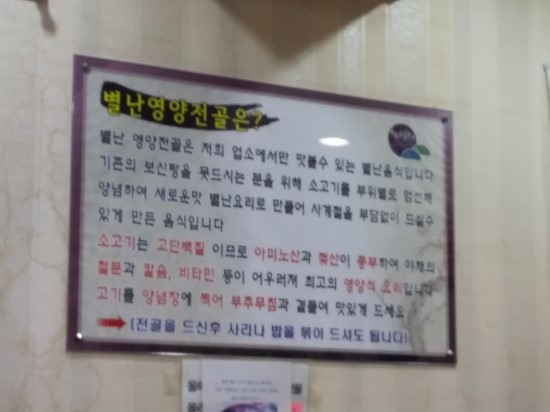 별난영양전골은?
별난 영양전골은 저희 업소에서만 맛볼수 있는 별난음식입니다
기존의 보신탕을 못드시는 분을 위해 소고기를 부위별로 엄선해
양념하여 새로운맛 별난요리로 만들어 사계절을 부담없이 드실수
있게 만든 음식입니다
소고기는 고단백질 이므로 아미노산과 젖산이 풍부하여 야채의
철분과 칼슘, 비타민 등이 어우러져 최고의 영양식 요리입니다
고기를 양념장에 찍어 부추무침과 곁들여 맛있게 드세요
(전골을 드신후 사리나 밥을 볶아 드셔도 됩니다)